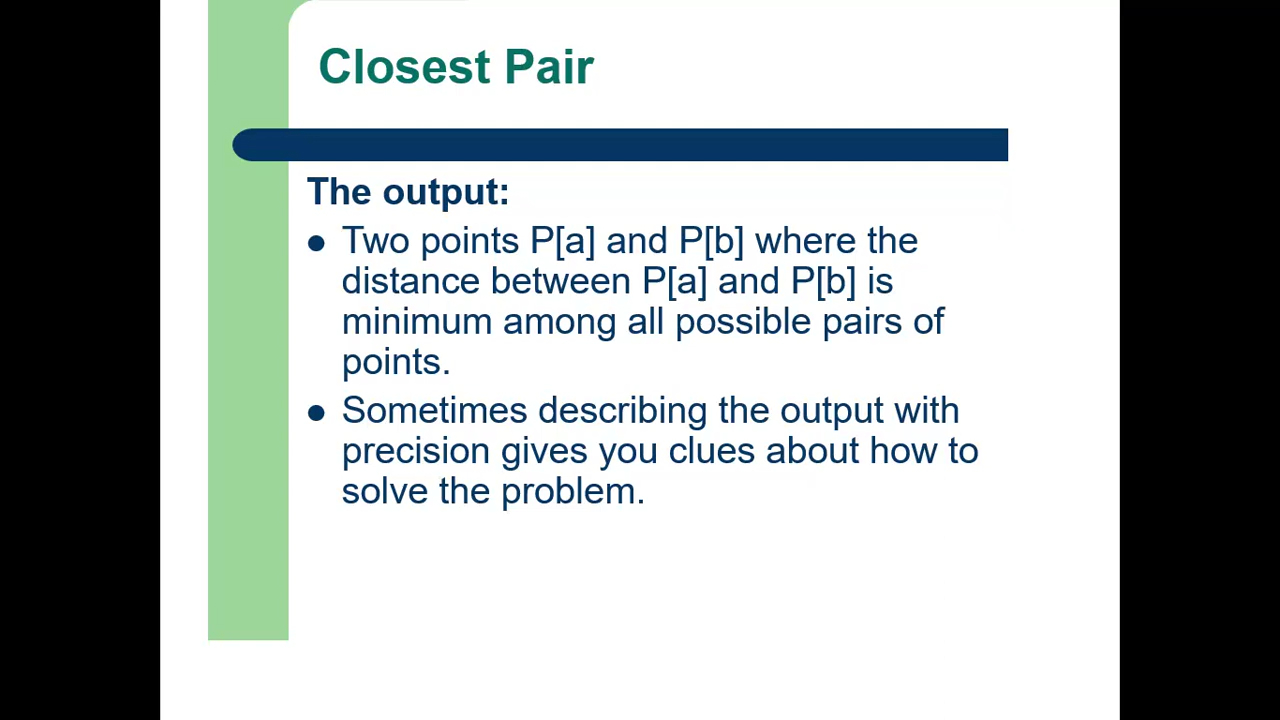 Closest Pair
The output:
Two points P[a] and P[b] where the
distance between P[a] and P[b] is
minimum among all possible pairs of
points.
Sometimes describing the output with
precision gives you clues about how to
solve the problem.